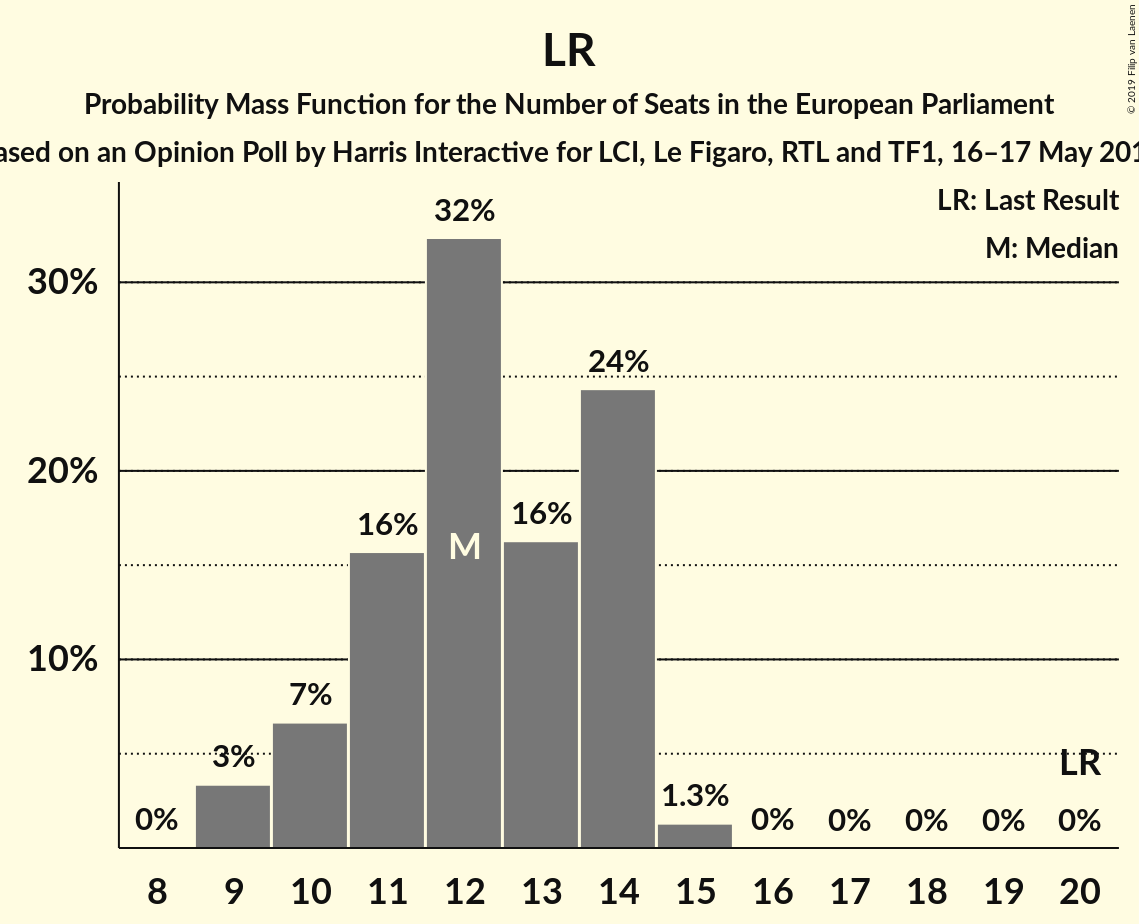 LR
Probability Mass Function for the Number of Seats in the European Parliament
ased on an Opinion Poll by Harris Interactive for LCI, Le Figaro, RTL and TF1, 16–17 May 201
© 2019 Filip van Laenen
LR: Last Result
M: Median
30%
20%
10%
0%
3%
7%
16%
32%
16%
24%
1.3%
0%
0%
0%
0%
0%
M
LR
8 9 10 11 12 13 14 15 16 17 18 19 20